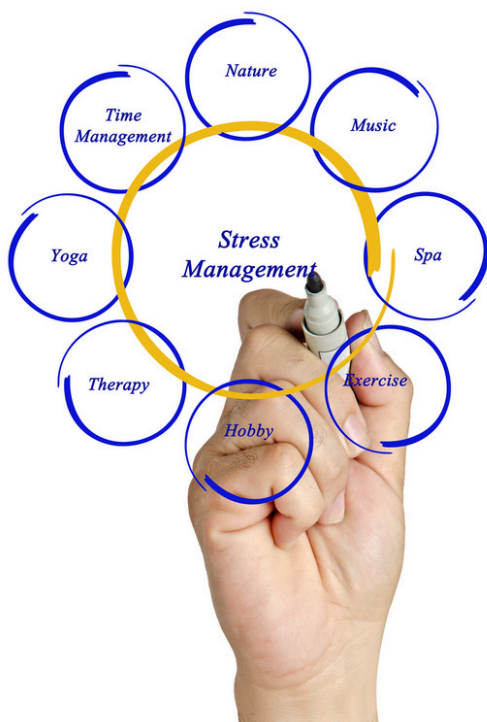 Nature
Music
Spa
Exercise
Hobby
Therapy
Yoga
Time
Management
Stress
Management